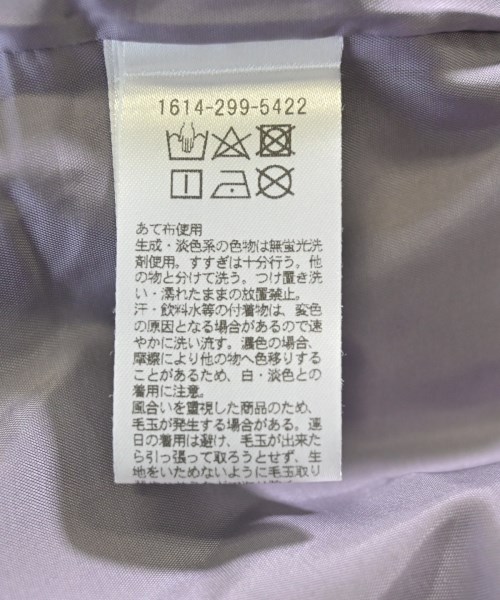 1614-299-5422
あて布使用
生成・淡色系の色物は無蛍光洗
剤使用。すすぎは十分行う。他
の物と分けて洗う。つけ置き洗
い・濡れたままの放置禁止。
汗・飲料水等の付着物は、変色
の原因となる場合があるので速
やかに洗い流す。濃色の場合、
摩擦により他の物へ色移りする
ことがあるため、白・淡色との
着用に注意。
風合いを重視した商品のため、
毛玉が発生する場合がある。連
日の着用は避け、毛玉が出来た
ら引っ張って取ろうとせず、生
地をいためないように毛玉取り